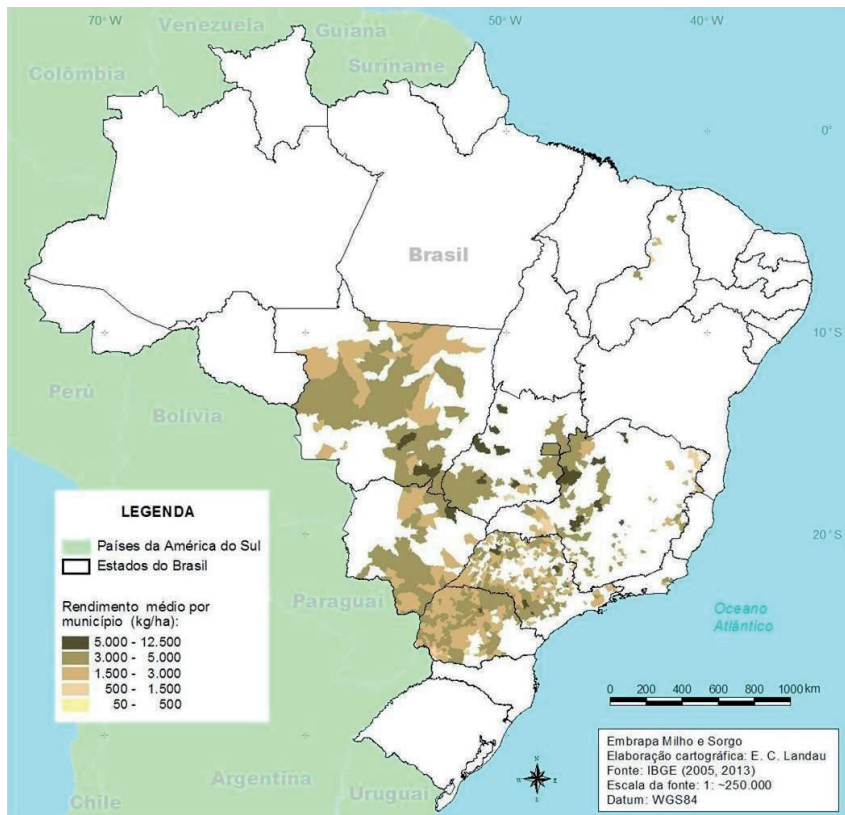 70° W
50° W
40° W
Venezuela
Guiana
Suriname
Colômbia
0°
Brasil
10° S
Perú
Bolívia
LEGENDA
Países da América do Sul
Estados do Brasil
Rendimento médio por
município (kg/ha):
5.000 - 12.500
3.000 - 5.000
1.500 - 3.000
500 - 1.500
50 - 500
20° S
Paraguai
Oceano
Atlântico
0 200 400 600 800 1000 km
Embrapa Milho e Sorgo
Elaboração cartográfica: E. C. Landau
Fonte: IBGE (2005, 2013)
Escala da fonte: 1: ~250.000
Datum: WGS84
N
W E
S
Argentina
Uruguai
Chile